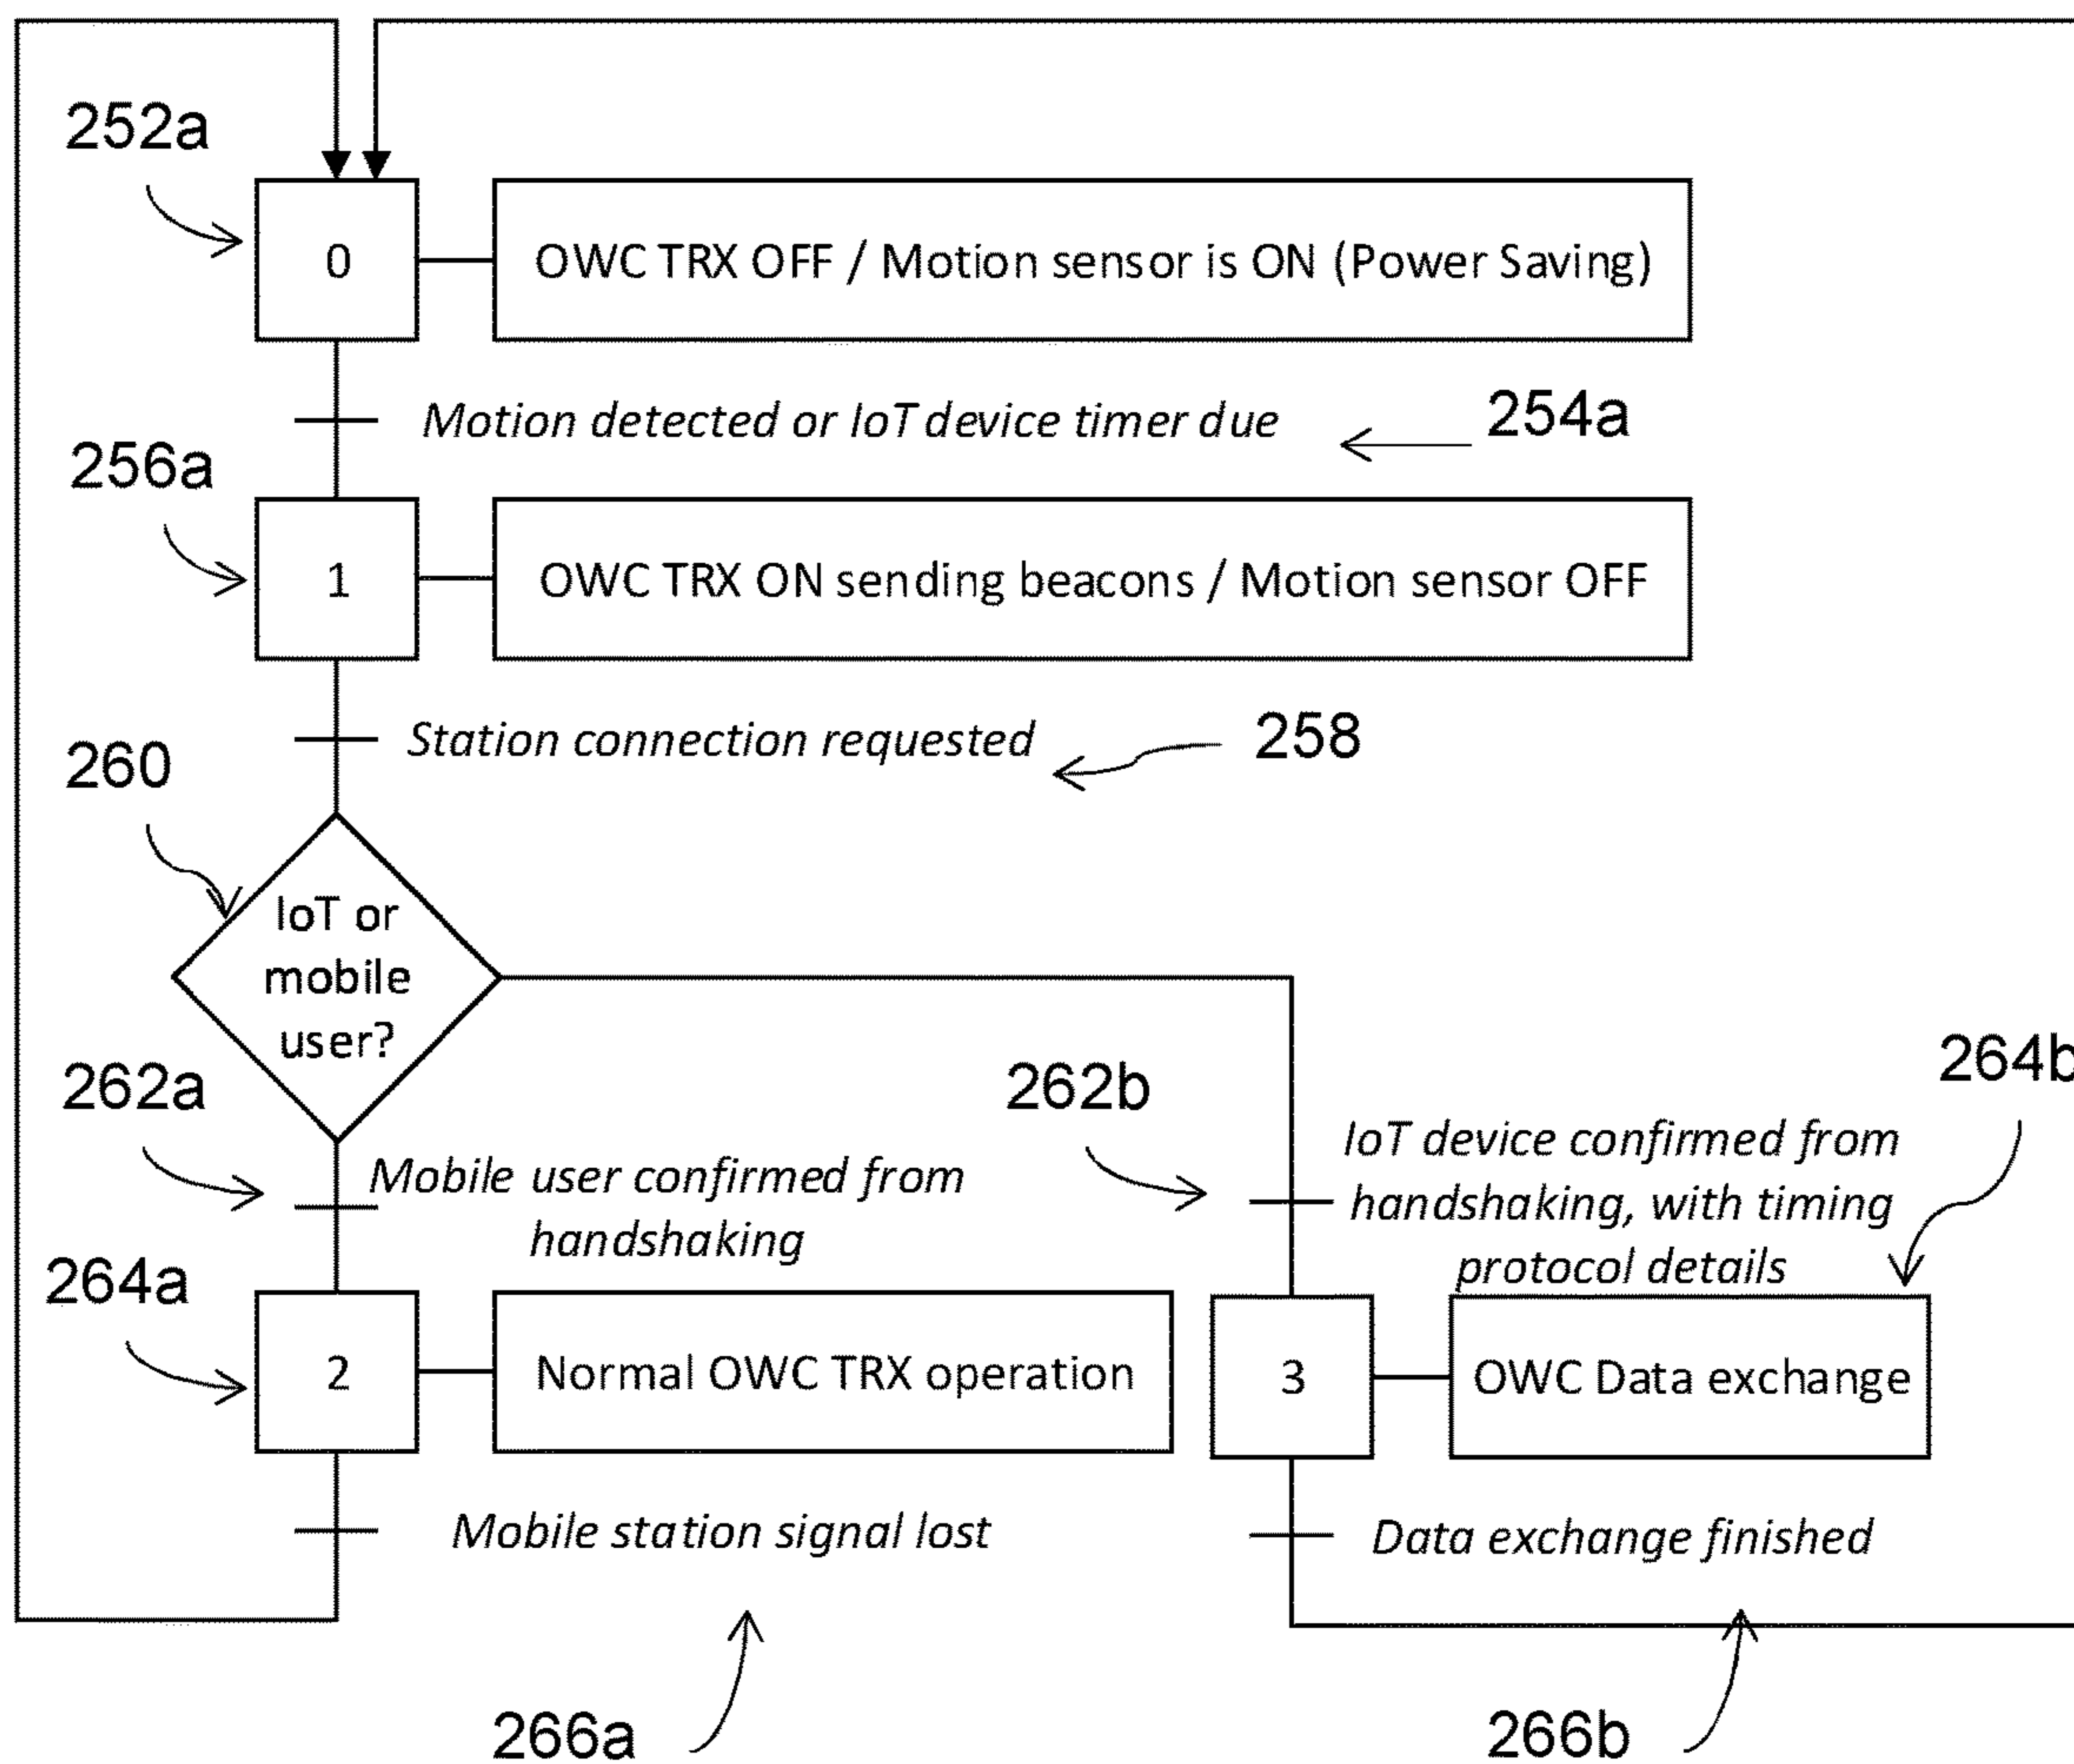 252a
0
OWC TRX OFF / Motion sensor is ON (Power Saving)
Motion detected or IoT device timer due
254a
256a
1
OWC TRX ON sending beacons / Motion sensor OFF
Station connection requested
258
260
IoT or
mobile
user?
262a
Mobile user confirmed from
handshaking
262b
IoT device confirmed from
handshaking, with timing
protocol details
264b
264a
2
Normal OWC TRX operation
3
OWC Data exchange
Mobile station signal lost
Data exchange finished
266a
266b